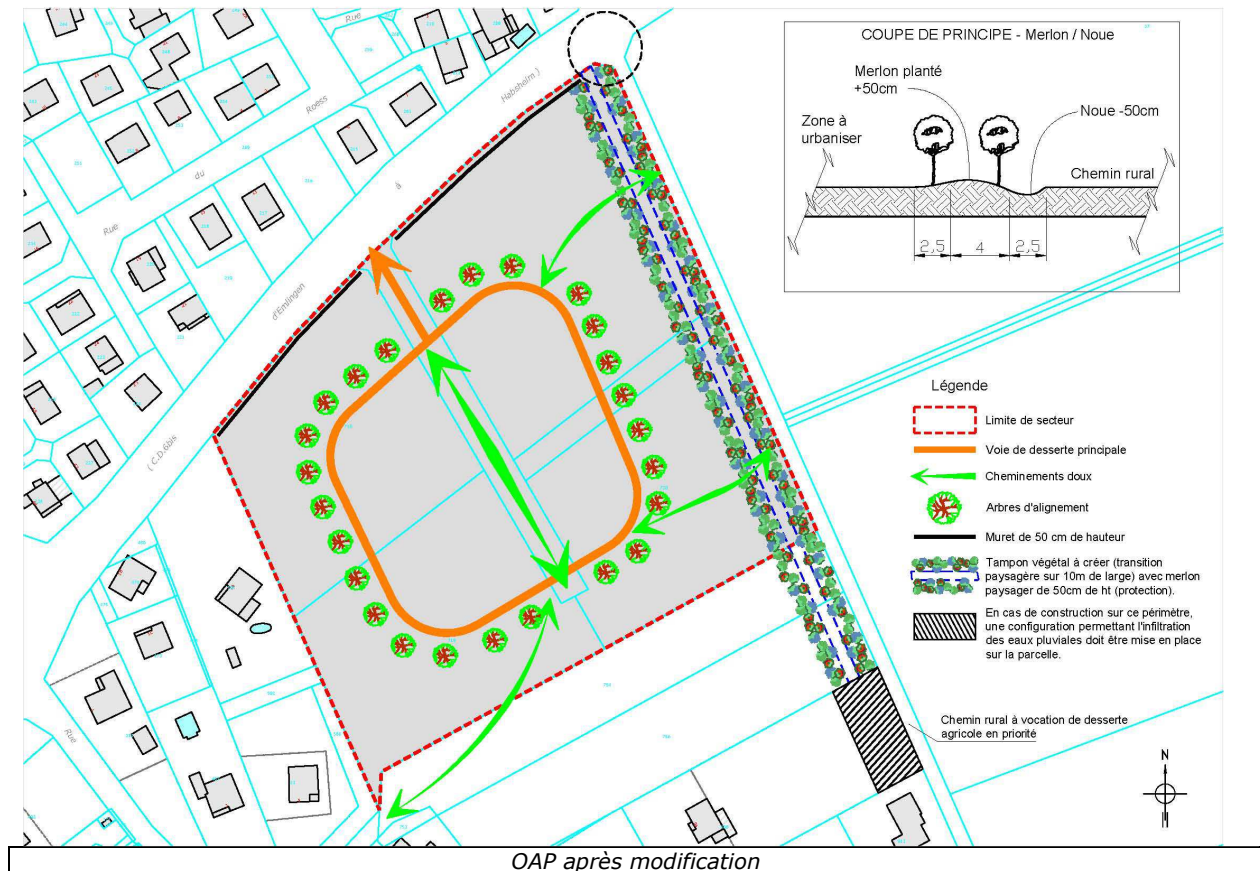 COUPE DE PRINCIPE - Merlon / Noue
Merlon planté
+50cm
Noue -50cm
Zone à
urbaniser
Chemin rural
2,5
4
2,5
Rue
du
Roess
Rue
d'Emlingen
à
Habsheim )
( C.D.6bis
Rue
Légende
Limite de secteur
Voie de desserte principale
Cheminements doux
Arbres d'alignement
Muret de 50 cm de hauteur
Tampon végétal à créer (transition
paysagère sur 10m de large) avec merlon
paysager de 50cm de ht (protection).
En cas de construction sur ce périmètre,
une configuration permettant l'infiltration
des eaux pluviales doit être mise en place
sur la parcelle.
Chemin rural à vocation de desserte
agricole en priorité
N
OAP après modification